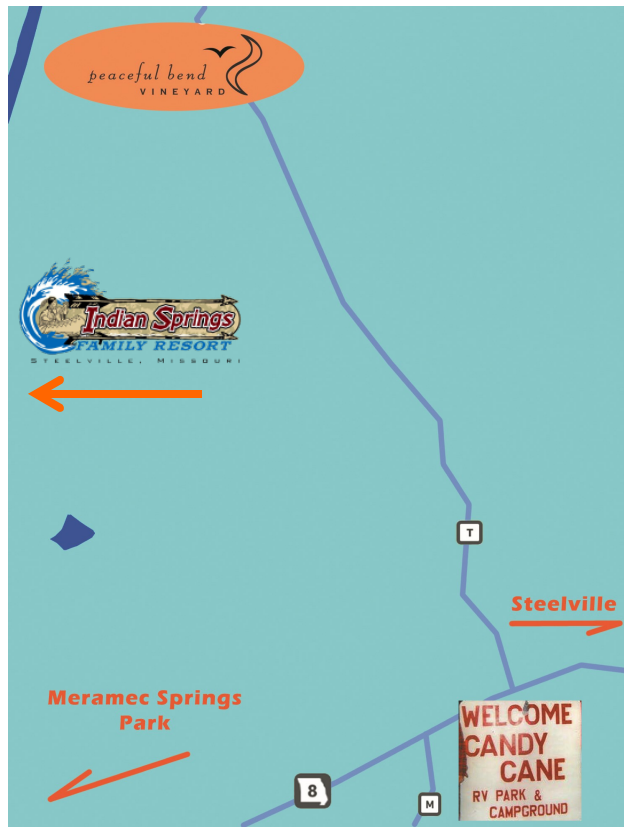 peaceful bend
VINEYARD
Indian Springs
FAMILY RESORT
STEELVILLE, MISSOURI
T
Steelville
Meramec Springs
Park
WELCOME
CANDY
CANE
RV PARK &
CAMPGROUND
8
M